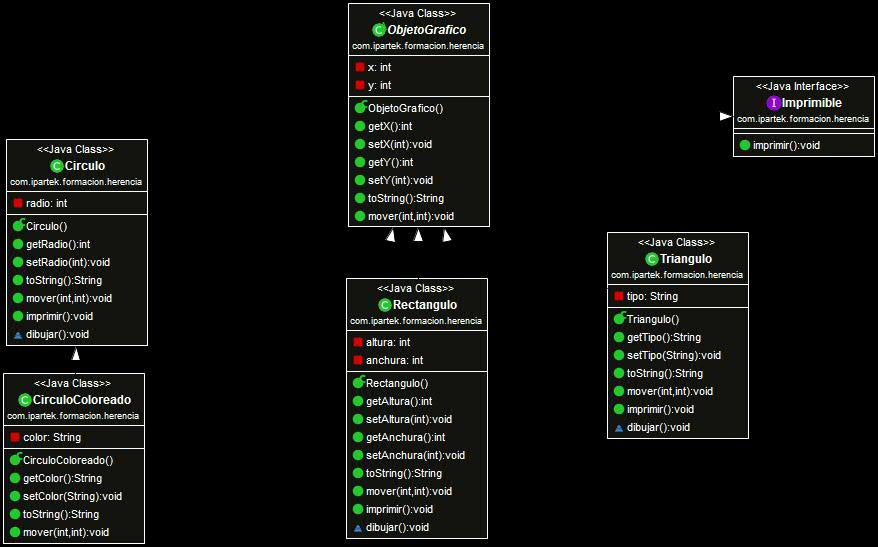 <<Java Class>>
ObjetoGrafico
com.ipartek.formacion.herencia
x: int
y: int
ObjetoGrafico()
getX():int
setX(int):void
getY():int
setY(int):void
toString():String
mover(int,int):void
<<Java Interface>>
I Imprimible
com.ipartek.formacion.herencia
imprimir():void
<<Java Class>>
C Circulo
com.ipartek.formacion.herencia
radio: int
Circulo()
getRadio():int
setRadio(int):void
toString():String
mover(int,int):void
imprimir():void
dibujar():void
<<Java Class>>
C Triangulo
com.ipartek.formacion.herencia
tipo: String
Triangulo()
getTipo():String
setTipo(String):void
toString():String
mover(int,int):void
imprimir():void
dibujar():void
<<Java Class>>
C Rectangulo
com.ipartek.formacion.herencia
altura: int
anchura: int
Rectangulo()
getAltura():int
setAltura(int):void
getAnchura():int
setAnchura(int):void
toString():String
mover(int,int):void
imprimir():void
dibujar():void
<<Java Class>>
C CirculoColoreado
com.ipartek.formacion.herencia
color: String
CirculoColoreado()
getColor():String
setColor(String):void
toString():String
mover(int,int):void